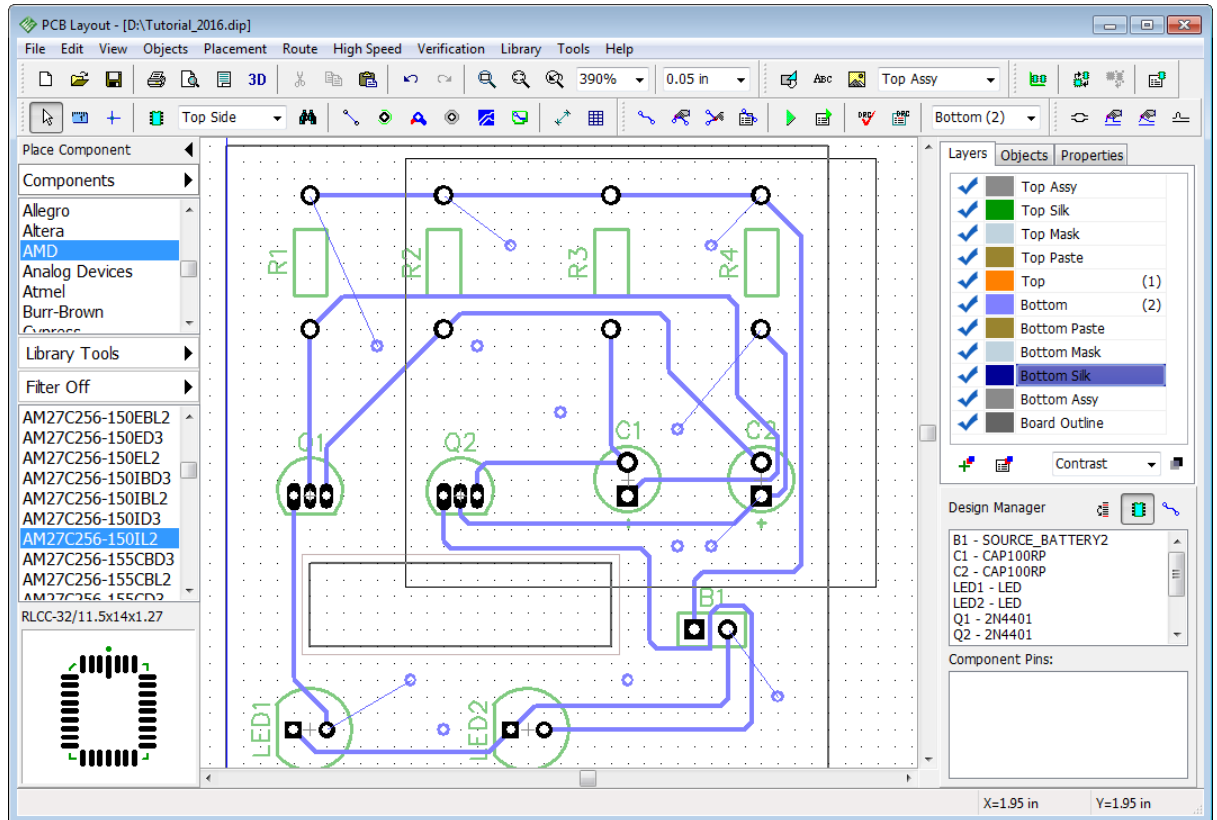 PCB Layout - [D:\Tutorial_2016.dip]
File Edit View Objects Placement Route High Speed Verification Library Tools Help
3D 390% 0.05 in ABC Top Assy
Top Side DRC DRC Bottom (2)
Place Component
Components
Allegro
Altera
AMD
Analog Devices
Atmel
Burr-Brown
Cypress
Library Tools
Filter Off
AM27C256-150EBL2
AM27C256-150ED3
AM27C256-150EL2
AM27C256-150IBD3
AM27C256-150IBL2
AM27C256-150ID3
AM27C256-150IL2
AM27C256-155CBD3
AM27C256-155CBL2
AM27C256-155CD3
RLCC-32/11.5x14x1.27
R1 R2 R3 R4
Q1 Q2 C1 C2
+ +
B1
LED1 LED2
Layers Objects Properties
Top Assy
Top Silk
Top Mask
Top Paste
Top (1)
Bottom (2)
Bottom Paste
Bottom Mask
Bottom Silk
Bottom Assy
Board Outline
Contrast
Design Manager
B1 - SOURCE_BATTERY2
C1 - CAP100RP
C2 - CAP100RP
LED1 - LED
LED2 - LED
Q1 - 2N4401
Q2 - 2N4401
Component Pins:
X=1.95 in Y=1.95 in